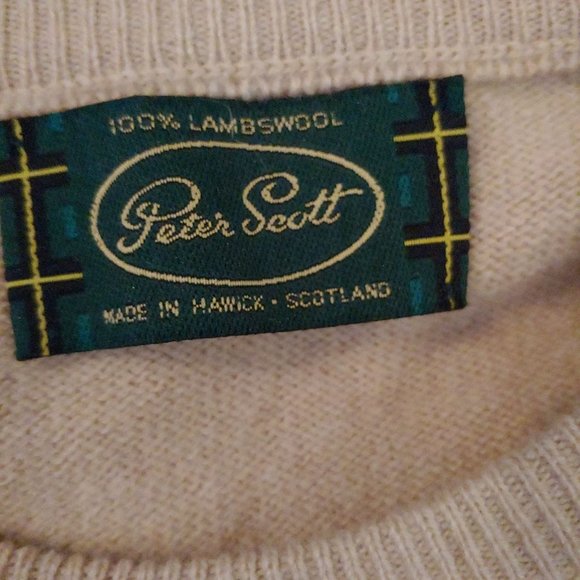 100% LAMBSWOOL
Peter Scott
MADE IN HAWICK · SCOTLAND